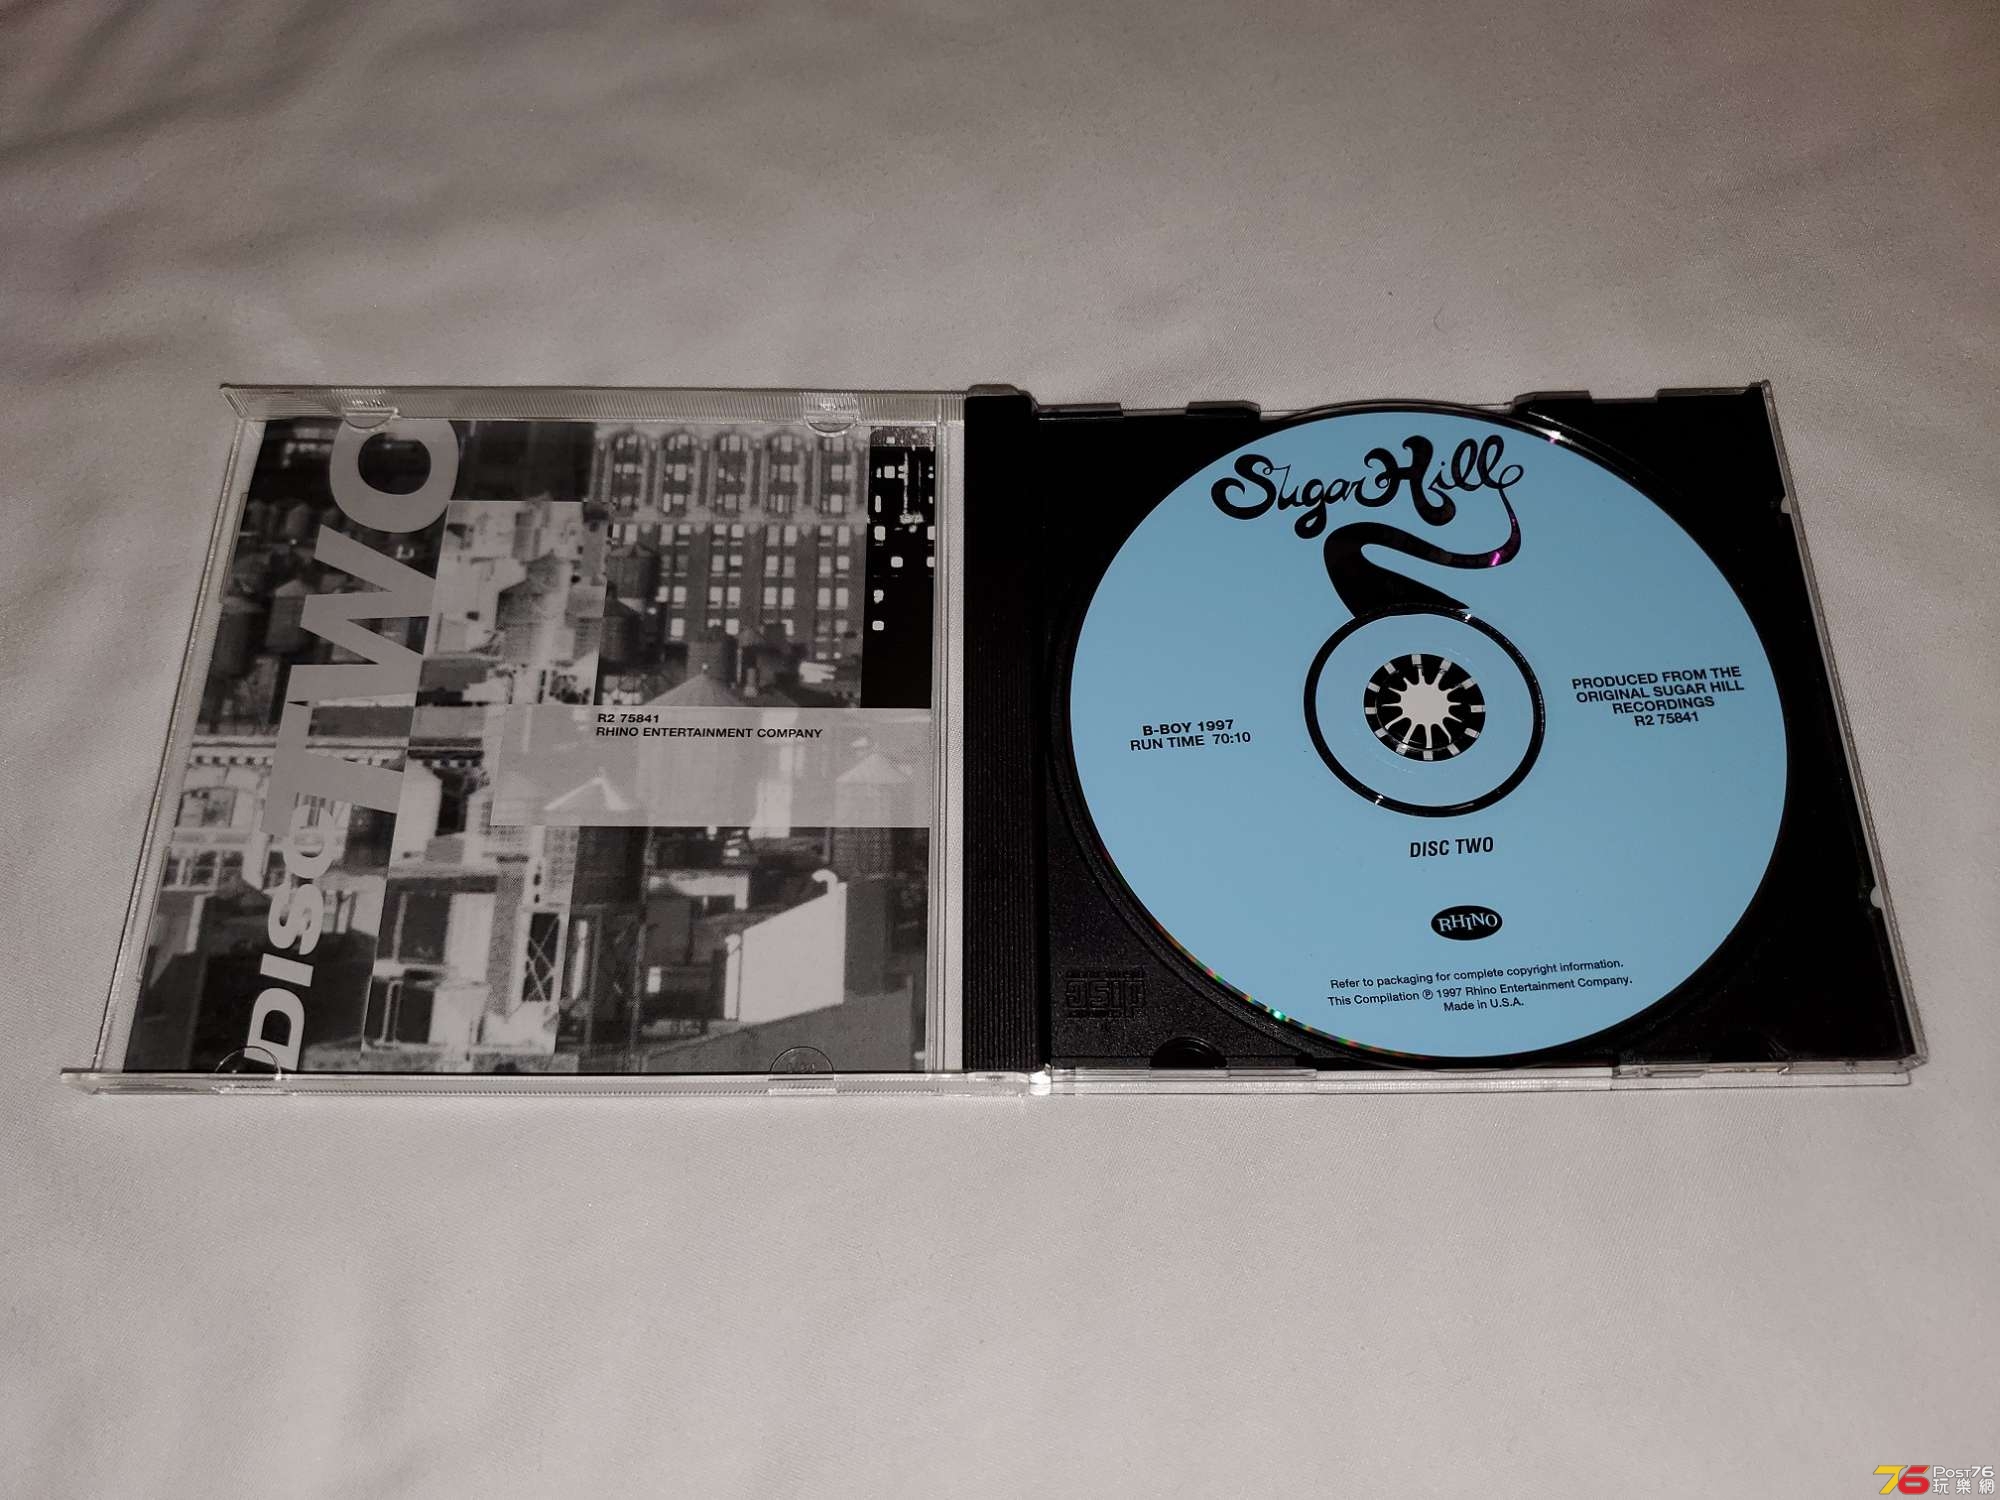 DISC TWO
R2 75841
RHINO ENTERTAINMENT COMPANY
Sugar Hill
B-BOY 1997
RUN TIME 70:10
PRODUCED FROM THE
ORIGINAL SUGAR HILL
RECORDINGS
R2 75841
DISC TWO
RHINO
Refer to packaging for complete copyright information.
This Compilation ℗ 1997 Rhino Entertainment Company.
Made in U.S.A.
76 Post76
玩樂網